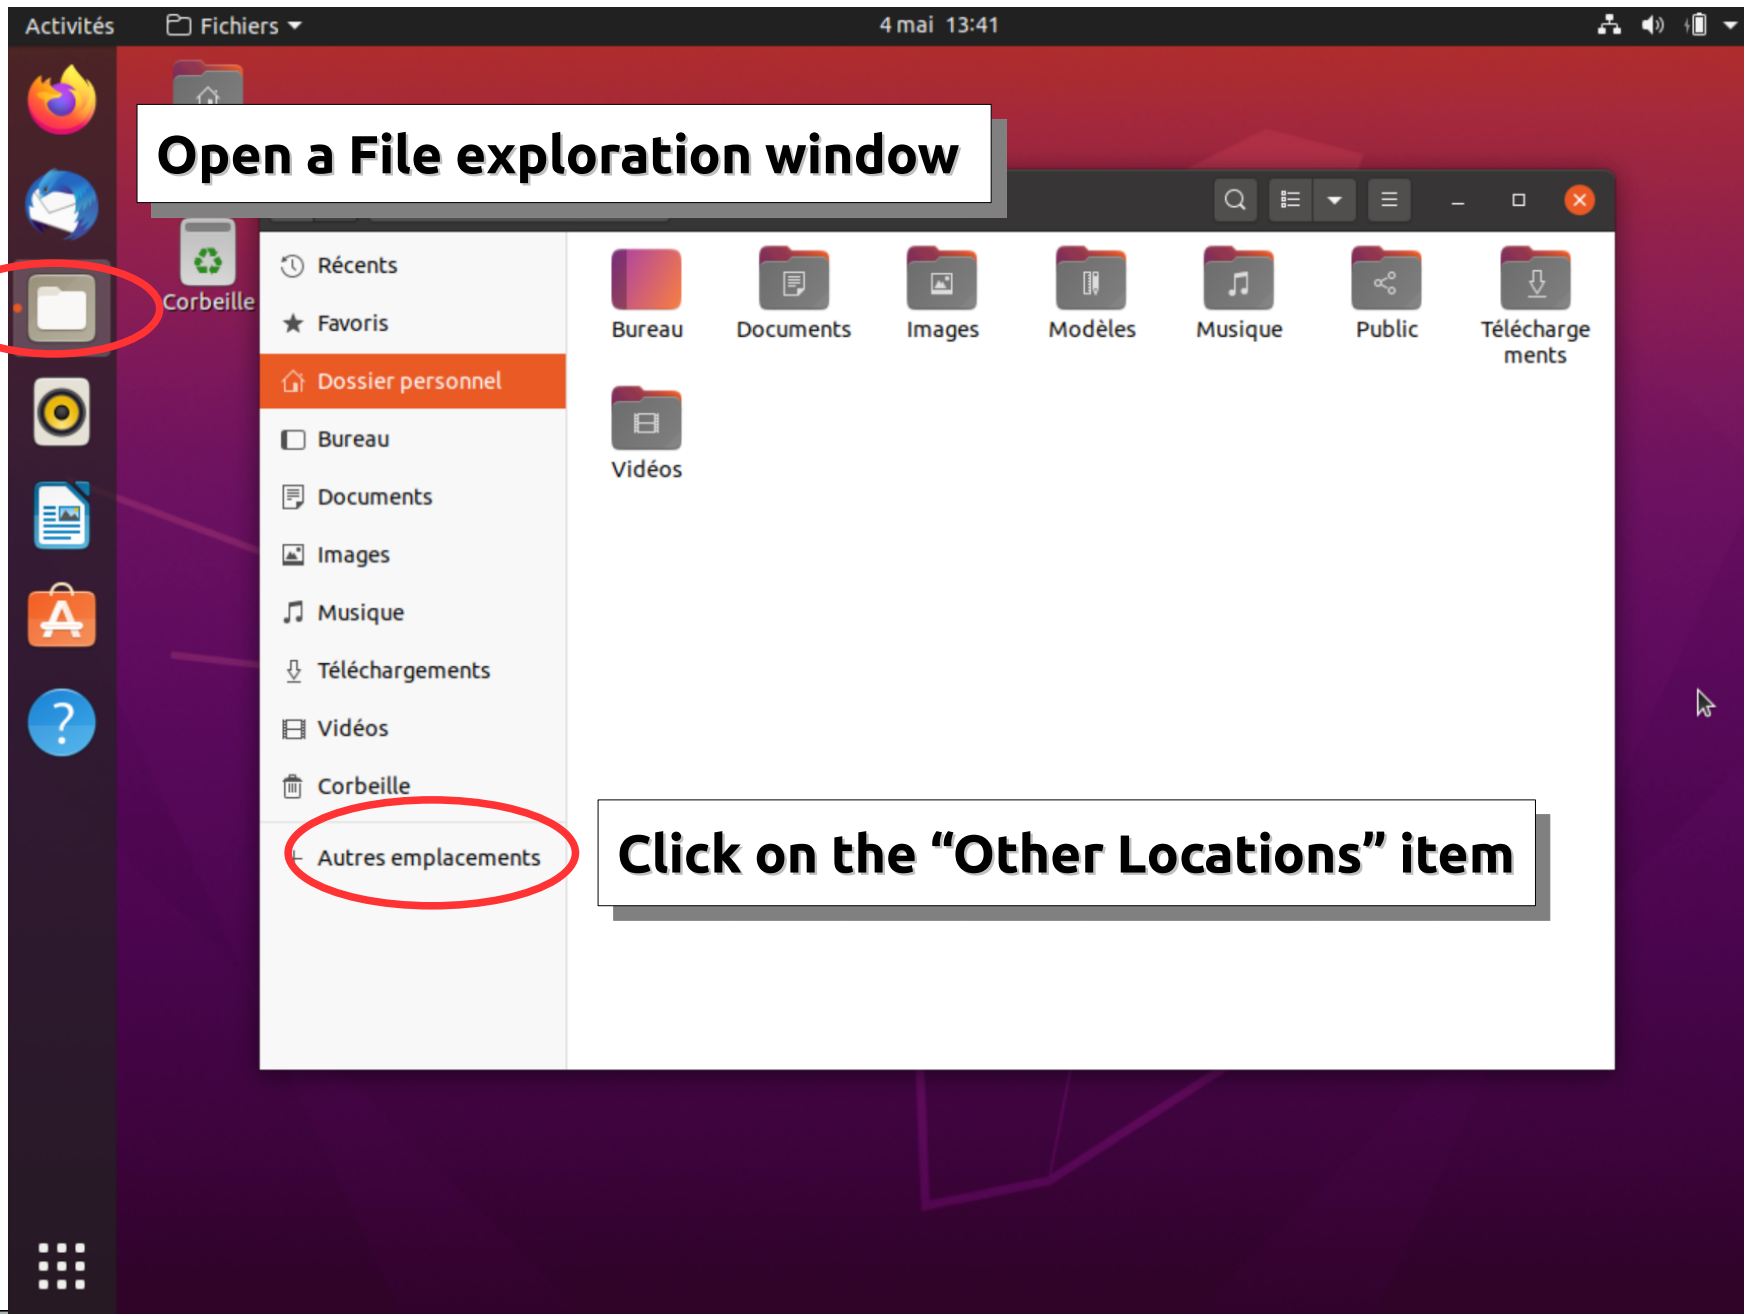 Activités
Fichiers
4 mai 13:41
Open a File exploration window
Corbeille
Récents
Favoris
Dossier personnel
Bureau
Documents
Images
Musique
Téléchargements
Vidéos
Corbeille
Autres emplacements
Bureau
Documents
Images
Modèles
Musique
Public
Télécharge
ments
Vidéos
Click on the “Other Locations” item